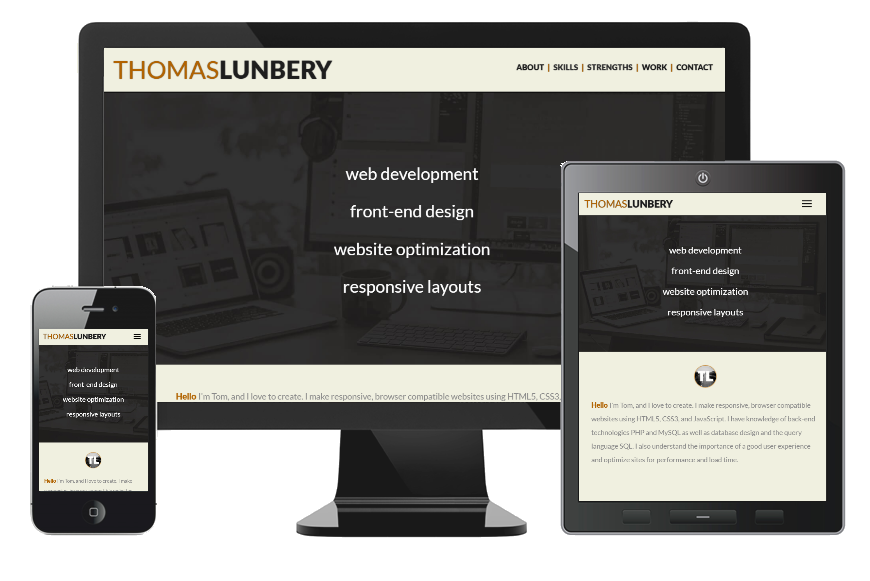 THOMASLUNBERY
ABOUT | SKILLS | STRENGTHS | WORK | CONTACT
web development
front-end design
website optimization
responsive layouts
Hello I'm Tom, and I love to create. I make responsive, browser compatible websites using HTML5, CSS3,
THOMASLUNBERY
web development
front-end design
website optimization
responsive layouts
TL
Hello I'm Tom, and I love to create. I make responsive, browser compatible
websites using HTML5, CSS3, and JavaScript. I have knowledge of back-end
technologies PHP and MySQL as well as database design and the query
language SQL. I also understand the importance of a good user experience
and optimize sites for performance and load time.
THOMASLUNBERY
web development
front-end design
website optimization
responsive layouts
TL
Hello I'm Tom, and I love to create. I make